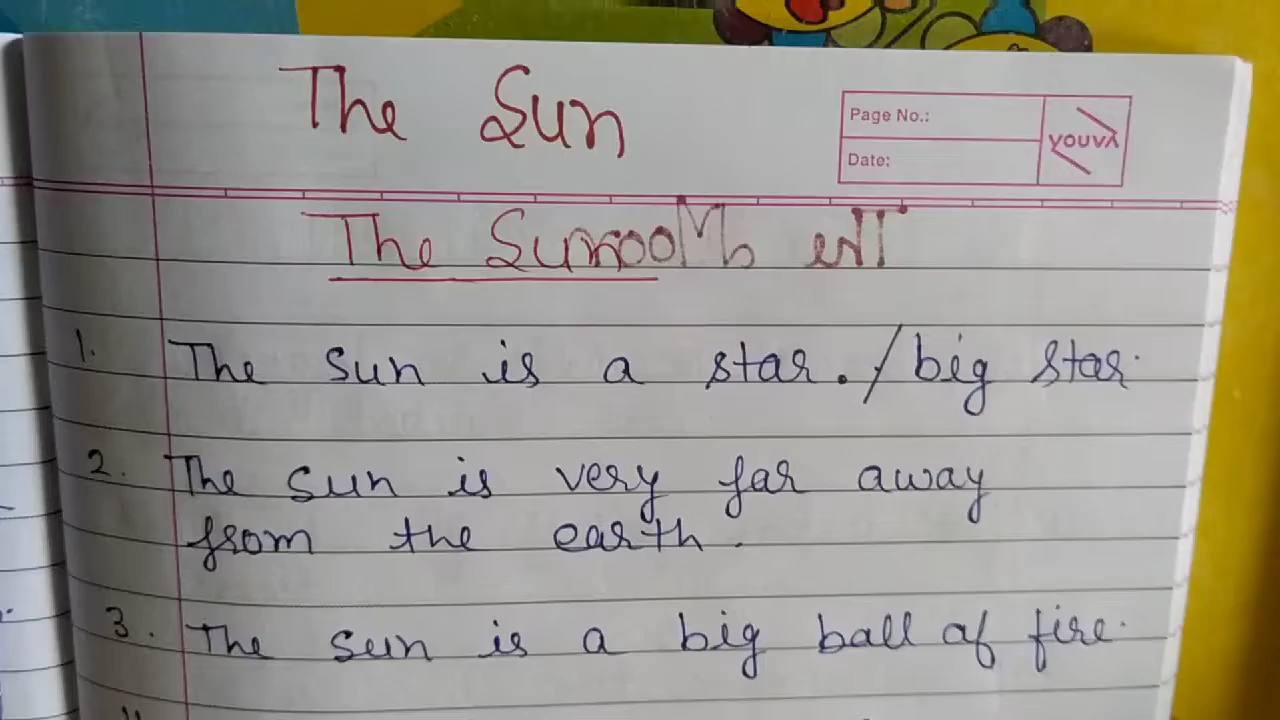 The Sun
Page No.:
Date:
youva
The Sun
1. The sun is a star. / big star.
2. The sun is very far away
from the earth.
3. The sun is a big ball of fire.